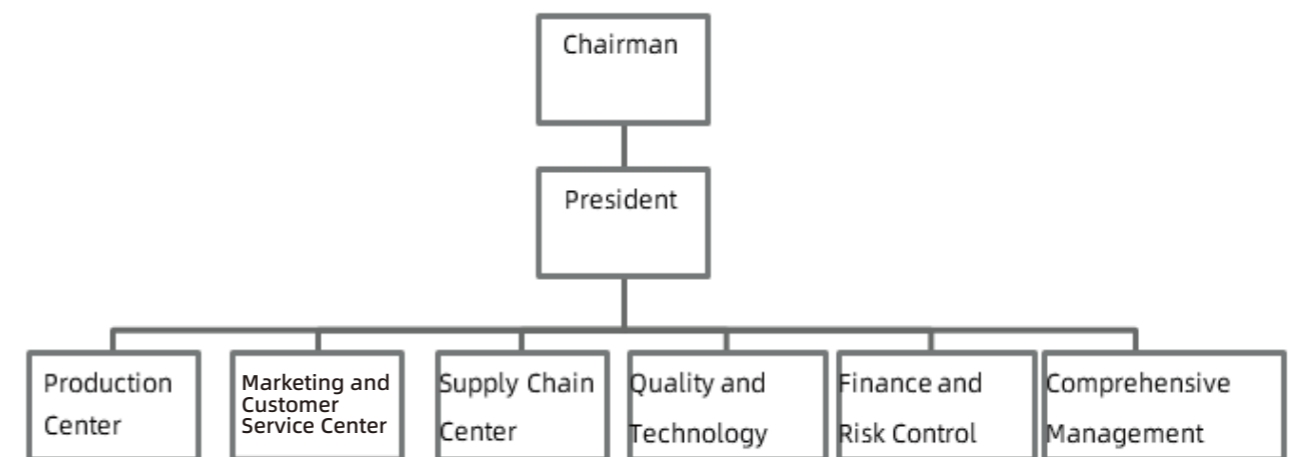 Chairman
President
Production
Center
Marketing and
Customer
Service Center
Supply Chain
Center
Quality and
Technology
Finance and
Risk Control
Comprehensive
Management